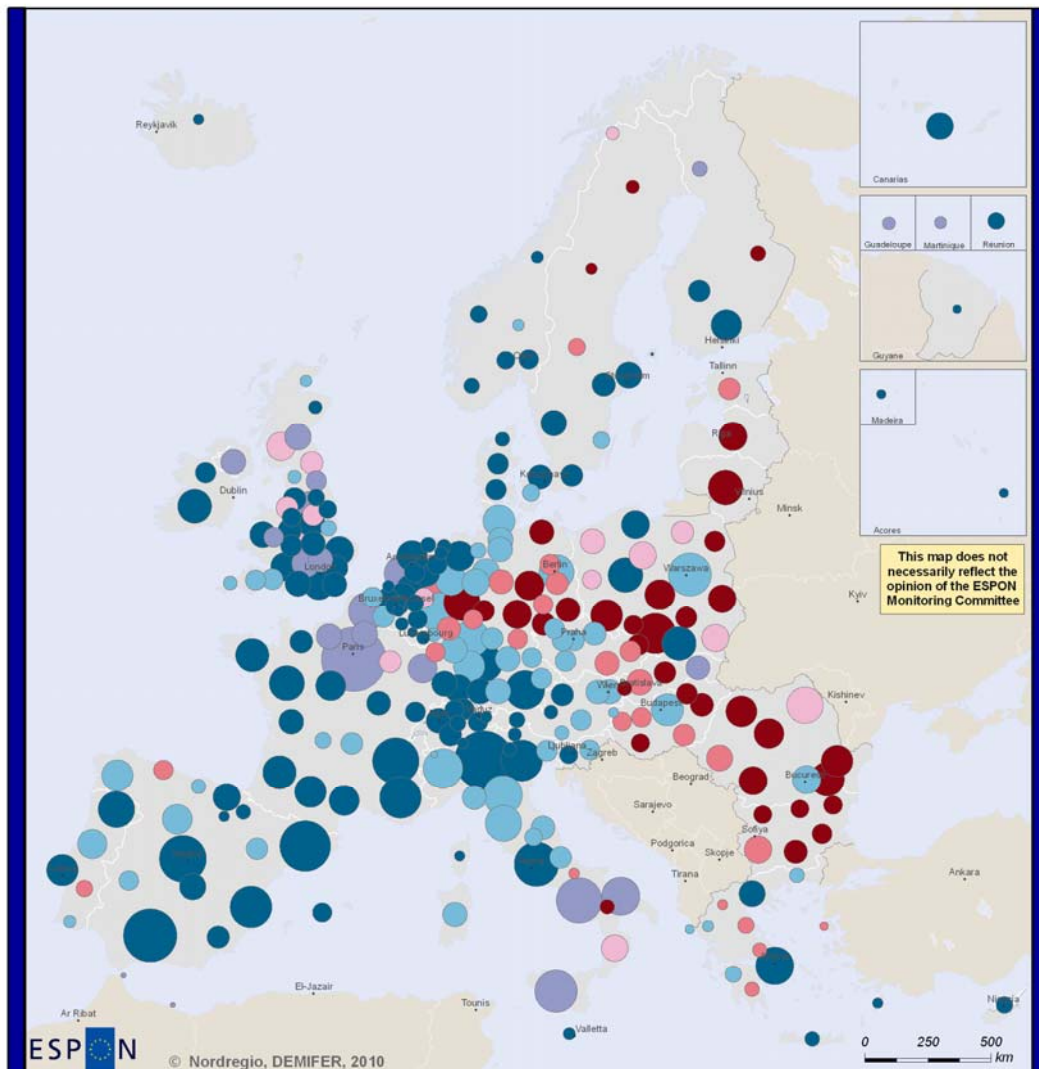 Reykjavik
Canarias
Guadeloupe
Martinique
Reunion
Guyane
Helsinki
Tallinn
Madeira
Acores
Riga
Vilnius
Minsk
Dublin
London
Berlin
Warszawa
This map does not
necessarily reflect the
opinion of the ESPON
Monitoring Committee
Kyiv
Luxembourg
Paris
Praha
Wien
Bratislava
Budapest
Kishinev
Ljubljana
Zagreb
Beograd
Bucuresti
Sarajevo
Sofiya
Podgorica
Skopje
Tirana
Ankara
El-Jazair
Tounis
Ar Ribat
Valletta
Nicosia
ESPON
© Nordregio, DEMIFER, 2010
0 250 500
km